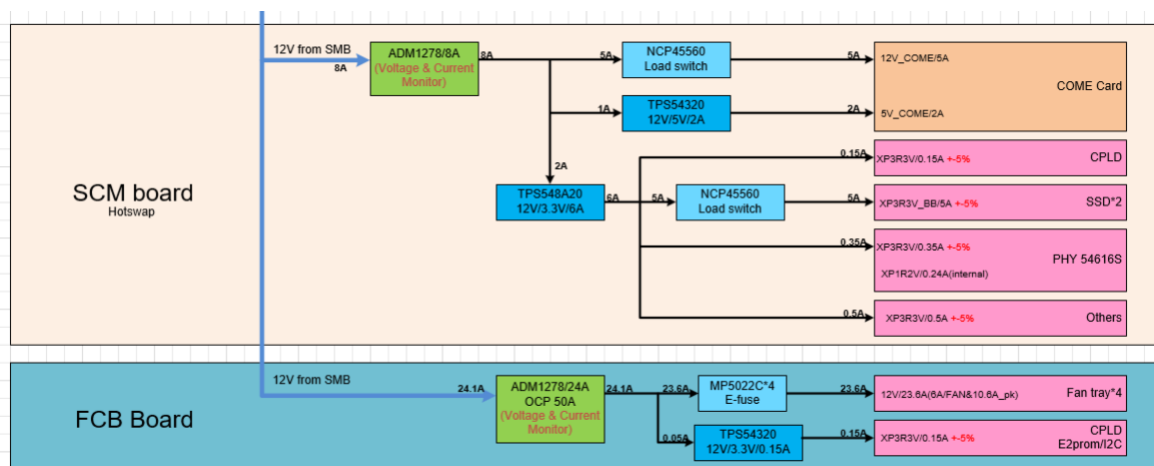 12V from SMB
8A
ADM1278/8A
(Voltage & Current
Monitor)
8A
5A
NCP45560
Load switch
5A
12V_COME/5A
COME Card
1A
TPS54320
12V/5V/2A
2A
5V_COME/2A
2A
TPS548A20
12V/3.3V/6A
6A
5A
NCP45560
Load switch
5A
0.15A
XP3R3V/0.15A +-5%
CPLD
XP3R3V_BB/5A +-5%
SSD*2
0.35A
XP3R3V/0.35A +-5%
XP1R2V/0.24A(internal)
PHY 54616S
0.5A
XP3R3V/0.5A +-5%
Others
SCM board
Hotswap
12V from SMB
24.1A
ADM1278/24A
OCP 50A
(Voltage & Current
Monitor)
24.1A
23.6A
MP5022C*4
E-fuse
23.6A
12V/23.6A(6A/FAN&10.6A_pk)
Fan tray*4
0.05A
TPS54320
12V/3.3V/0.15A
0.15A
XP3R3V/0.15A +-5%
CPLD
E2prom/I2C
FCB Board